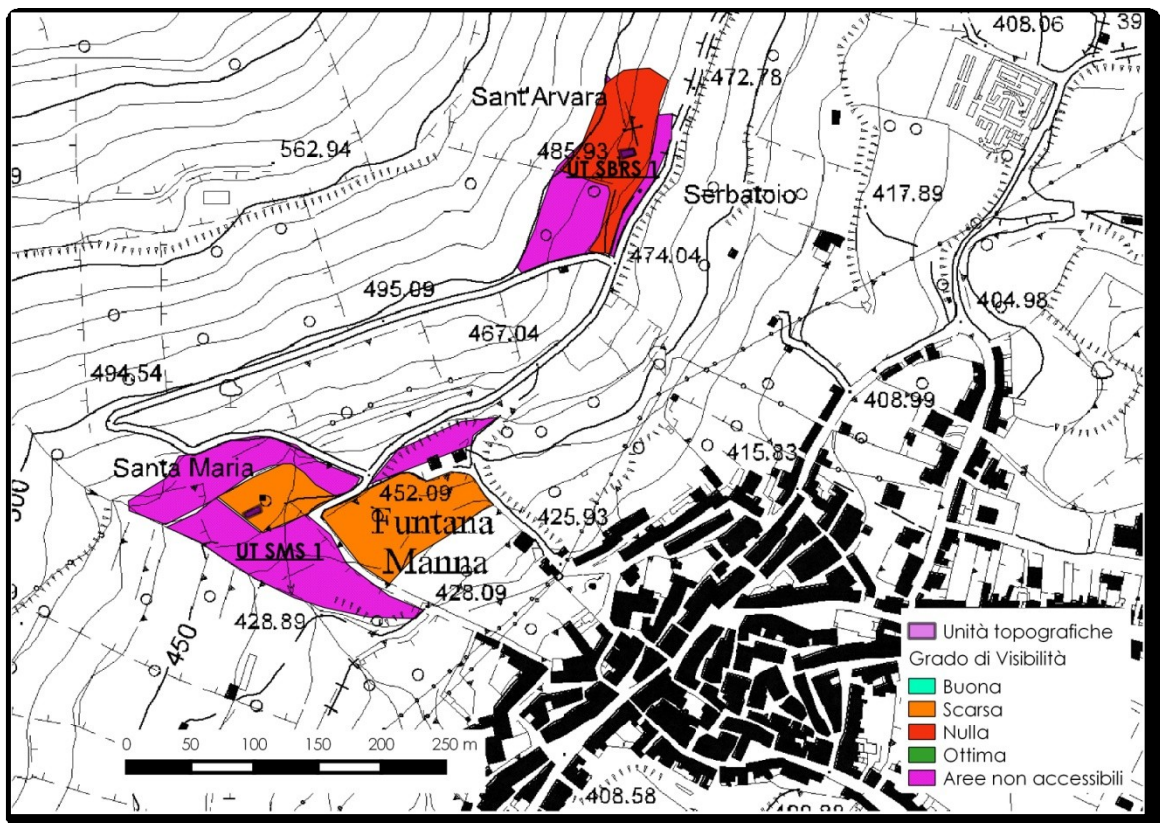 408.06
39
Sant'Arvara
472.78
562.94
485.93
UT SBRS 1
417.89
Serbatoio
9
474.04
495.09
404.98
467.04
494.54
408.99
415.83
Santa Maria
452.09
500
Funtana
Manna
425.93
UT SMS 1
428.09
428.89
450
Unità topografiche
Grado di Visibilità
Buona
Scarsa
Nulla
Ottima
Aree non accessibili
0 50 100 150 200 250 m
408.58